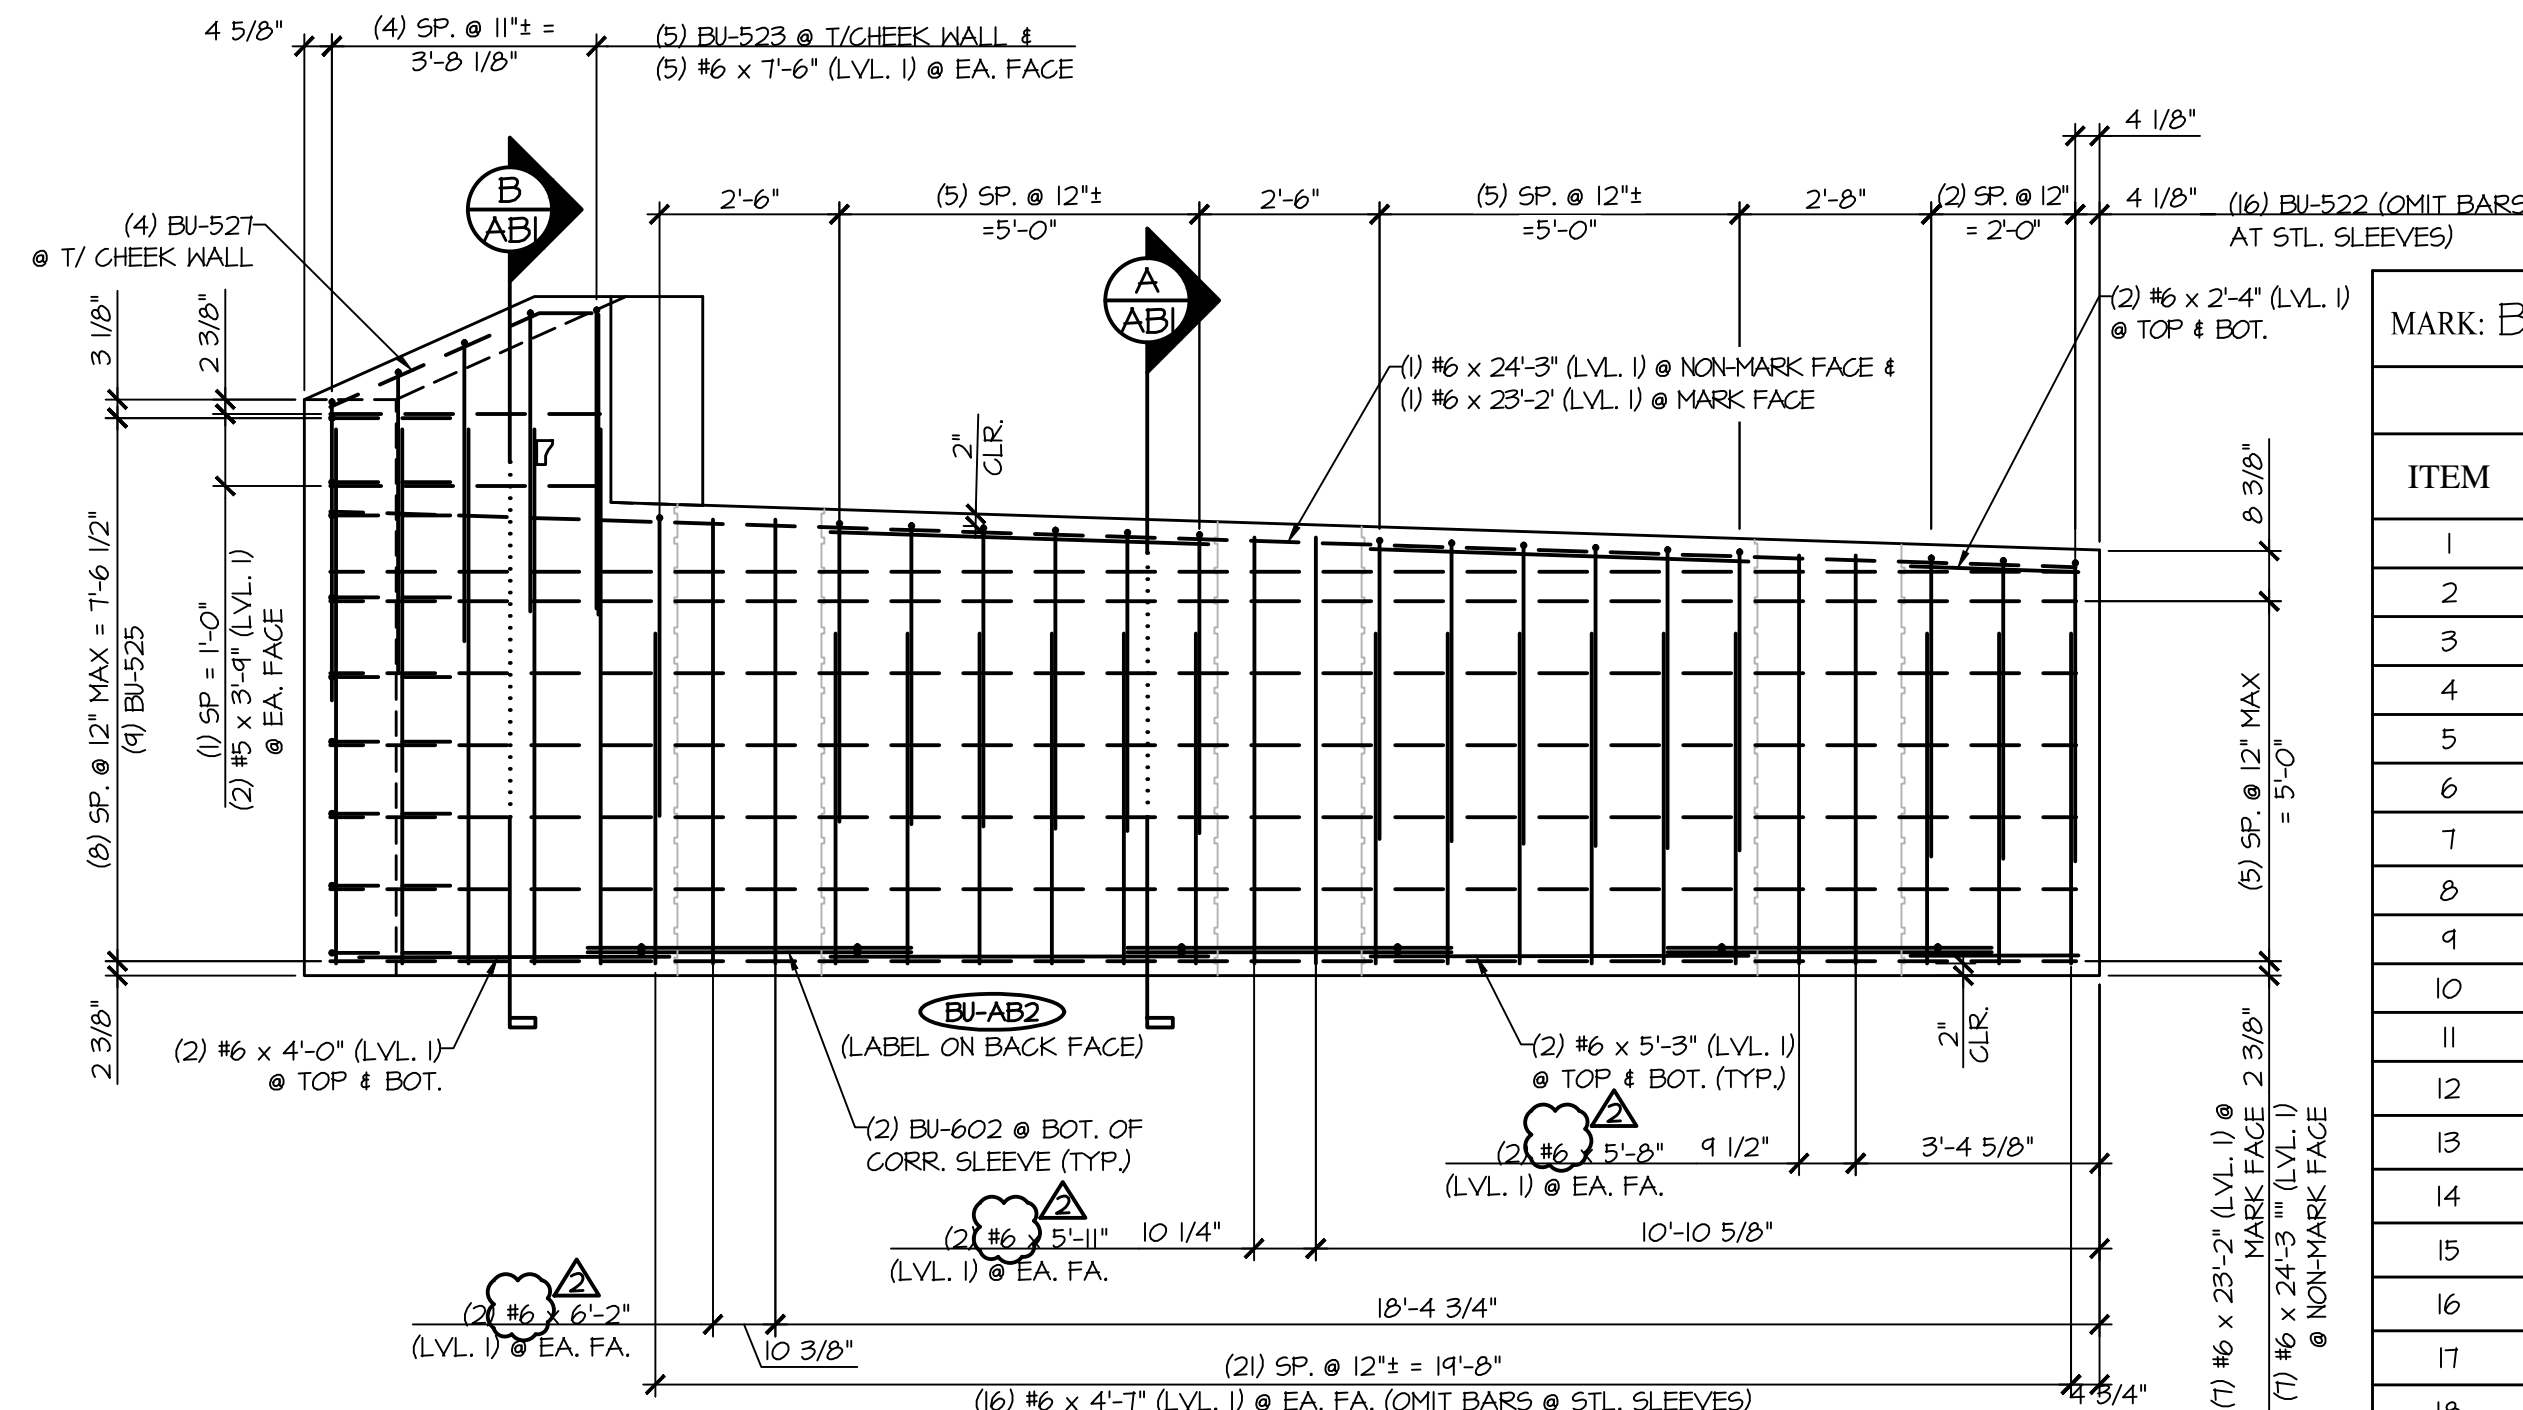 4 5/8"
(4) SP. @ 11"± =
3'-8 1/8"
(5) BU-523 @ T/CHEEK WALL &
(5) #6 x 7'-6" (LVL. 1) @ EA. FACE
4 1/8"
B
AB1
A
AB1
2'-6"
(5) SP. @ 12"±
=5'-0"
2'-6"
(5) SP. @ 12"±
=5'-0"
2'-8"
(2) SP. @ 12"
= 2'-0"
4 1/8"
(16) BU-522 (OMIT BARS
AT STL. SLEEVES)
(4) BU-527
@ T/ CHEEK WALL
(2) #6 x 2'-4" (LVL. 1)
@ TOP & BOT.
(1) #6 x 24'-3" (LVL. 1) @ NON-MARK FACE &
(1) #6 x 23'-2' (LVL. 1) @ MARK FACE
2"
CLR.
7
3 1/8"
2 3/8"
(8) SP. @ 12" MAX = 7'-6 1/2"
(9) BU-525
(1) SP = 1'-0"
(2) #5 x 3'-9" (LVL. 1)
@ EA. FACE
2 3/8"
8 3/8"
(5) SP. @ 12" MAX
= 5'-0"
2 3/8"
(7) #6 x 23'-2" (LVL. 1) @
MARK FACE
(7) #6 x 24'-3 "" (LVL. 1)
@ NON-MARK FACE
BU-AB2
(LABEL ON BACK FACE)
(2) #6 x 4'-0" (LVL. 1)
@ TOP & BOT.
(2) #6 x 5'-3" (LVL. 1)
@ TOP & BOT. (TYP.)
2"
CLR.
(2) BU-602 @ BOT. OF
CORR. SLEEVE (TYP.)
2
(2) #6 x 5'-8"
(LVL. 1) @ EA. FA.
9 1/2"
3'-4 5/8"
2
(2) #6 x 5'-11"
(LVL. 1) @ EA. FA.
10 1/4"
10'-10 5/8"
2
(2) #6 x 6'-2"
(LVL. 1) @ EA. FA.
10 3/8"
18'-4 3/4"
(21) SP. @ 12"± = 19'-8"
(16) #6 x 4'-7" (LVL. 1) @ EA. FA. (OMIT BARS @ STL. SLEEVES)
4 3/4"
MARK: B
ITEM
1
2
3
4
5
6
7
8
9
10
11
12
13
14
15
16
17
18